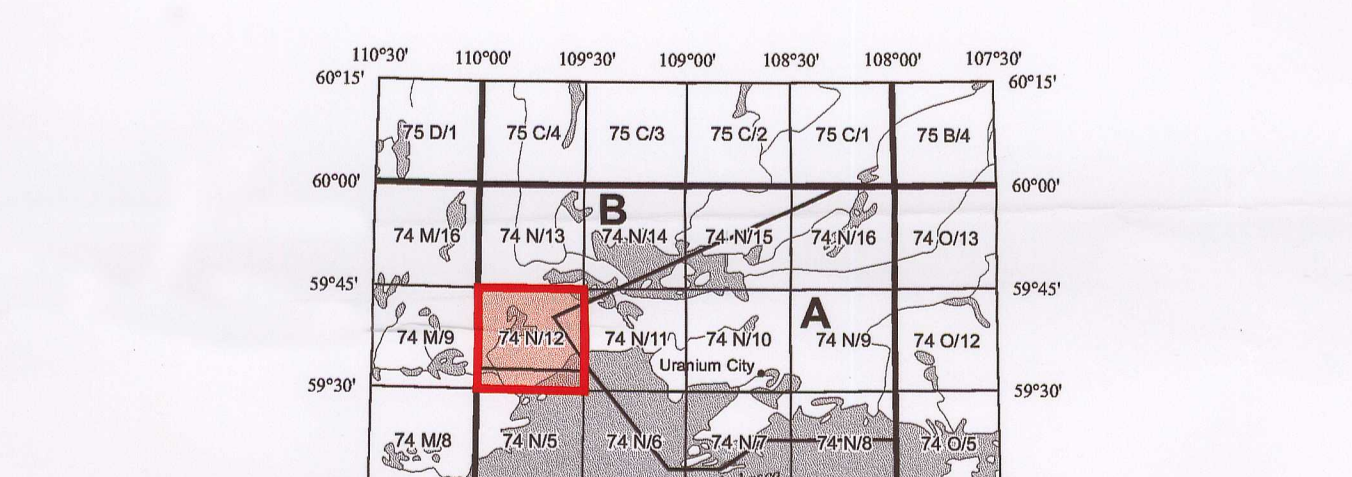 110°30' 110°00' 109°30' 109°00' 108°30' 108°00' 107°30'
60°15' 60°15'
75 D/1 75 C/4 75 C/3 75 C/2 75 C/1 75 B/4
60°00' 60°00'
B
74 M/16 74 N/13 74 N/14 74 N/15 74 N/16 74 O/13
59°45' 59°45'
A
74 M/9 74 N/12 74 N/11 74 N/10 74 N/9 74 O/12
Uranium City
59°30' 59°30'
74 M/8 74 N/5 74 N/6 74 N/7 74 N/8 74 O/5